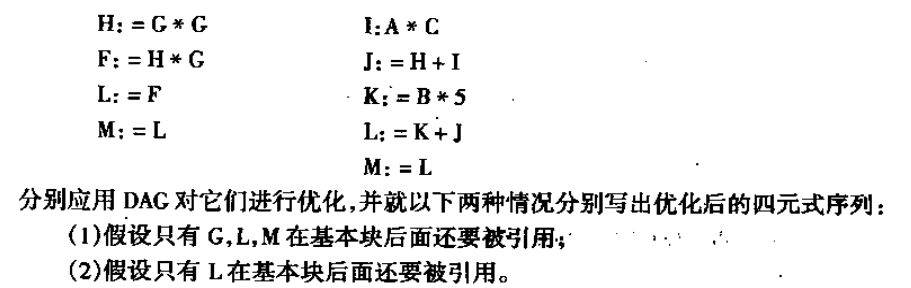 H: = G * G
I:A * C
F: = H * G
J: = H + I
L: = F
K: = B * 5
M: = L
L: = K + J
M: = L
分别应用 DAG 对它们进行优化,并就以下两种情况分别写出优化后的四元式序列:
(1)假设只有 G,L,M 在基本块后面还要被引用;
(2)假设只有 L 在基本块后面还要被引用。